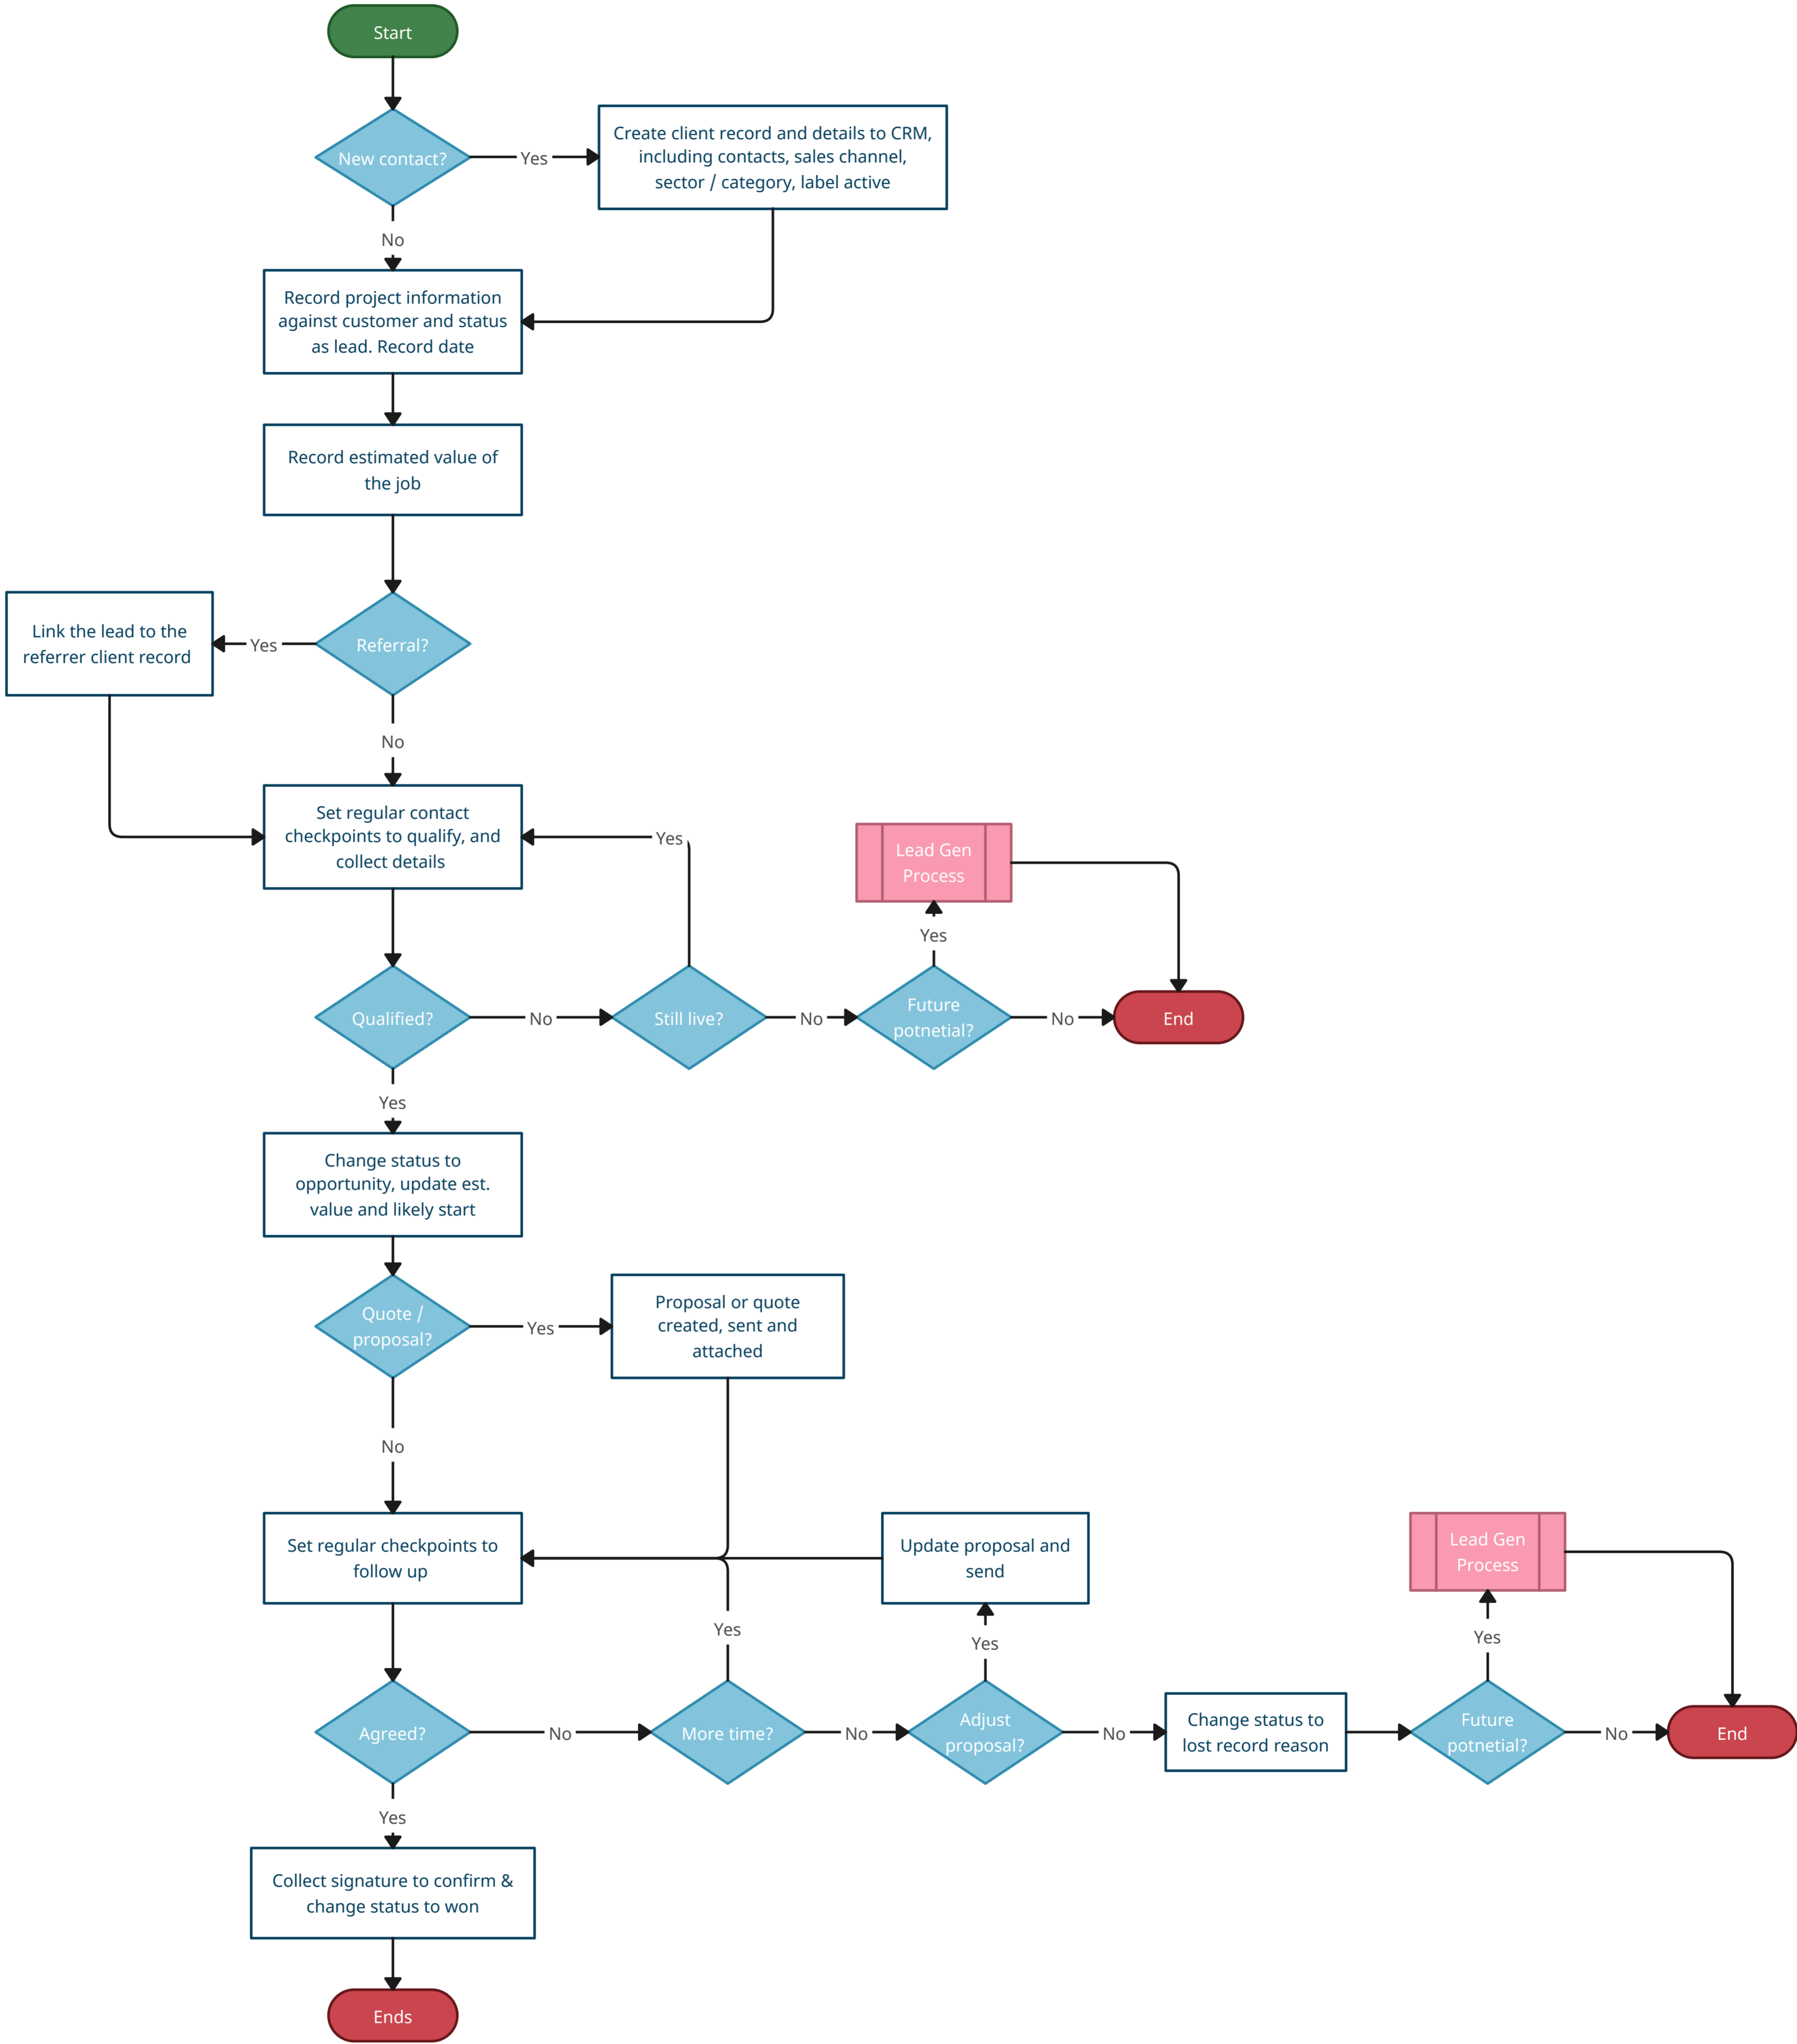 Start
New contact?
Yes
Create client record and details to CRM,
including contacts, sales channel,
sector / category, label active
No
Record project information
against customer and status
as lead. Record date
Record estimated value of
the job
Link the lead to the
referrer client record
Yes
Referral?
No
Set regular contact
checkpoints to qualify, and
collect details
Yes
Lead Gen
Process
Yes
Qualified?
No
Still live?
No
Future
potnetial?
No
End
Yes
Change status to
opportunity, update est.
value and likely start
Quote /
proposal?
Yes
Proposal or quote
created, sent and
attached
No
Set regular checkpoints to
follow up
Update proposal and
send
Lead Gen
Process
Yes
Yes
Yes
Agreed?
No
More time?
No
Adjust
proposal?
No
Change status to
lost record reason
Future
potnetial?
No
End
Yes
Collect signature to confirm &
change status to won
Ends